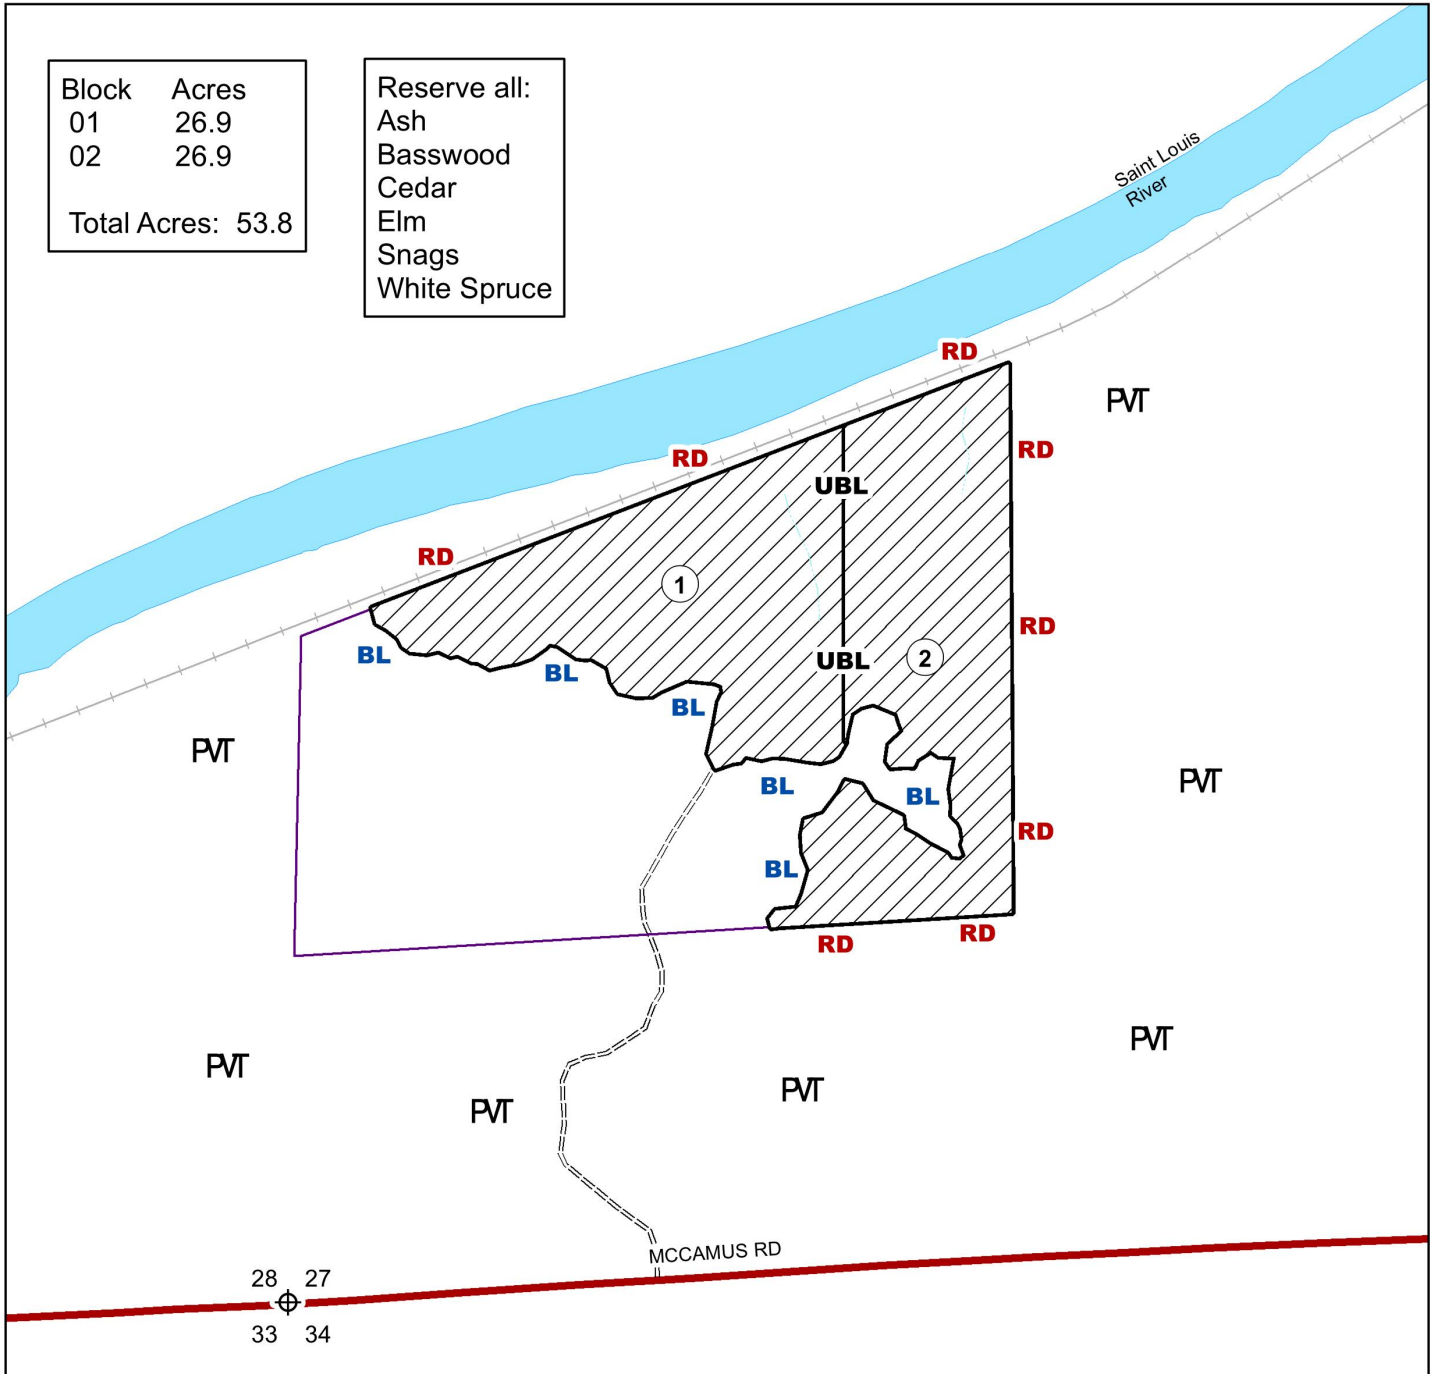 Block Acres
01 26.9
02 26.9
Total Acres: 53.8
Reserve all:
Ash
Basswood
Cedar
Elm
Snags
White Spruce
Saint Louis
River
RD
PVT
RD
RD
UBL
RD
1
RD
BL
UBL
2
BL
BL
PVT
PVT
BL
BL
RD
BL
RD
RD
PVT
PVT
PVT
PVT
MCCAMUS RD
28 27
33 34